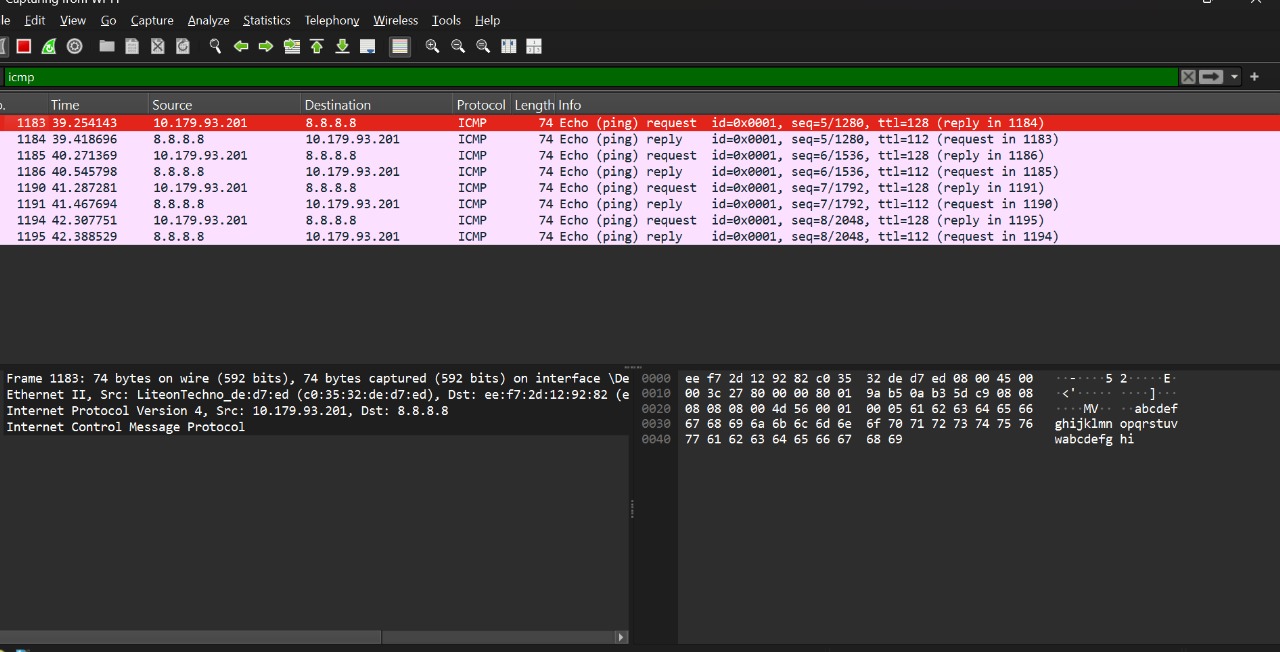 Capturing from Wi-Fi
le Edit View Go Capture Analyze Statistics Telephony Wireless Tools Help
icmp
Time Source Destination Protocol Length Info
1183 39.254143 10.179.93.201 8.8.8.8 ICMP 74 Echo (ping) request id=0x0001, seq=5/1280, ttl=128 (reply in 1184)
1184 39.418696 8.8.8.8 10.179.93.201 ICMP 74 Echo (ping) reply id=0x0001, seq=5/1280, ttl=112 (request in 1183)
1185 40.271369 10.179.93.201 8.8.8.8 ICMP 74 Echo (ping) request id=0x0001, seq=6/1536, ttl=128 (reply in 1186)
1186 40.545798 8.8.8.8 10.179.93.201 ICMP 74 Echo (ping) reply id=0x0001, seq=6/1536, ttl=112 (request in 1185)
1190 41.287281 10.179.93.201 8.8.8.8 ICMP 74 Echo (ping) request id=0x0001, seq=7/1792, ttl=128 (reply in 1191)
1191 41.467694 8.8.8.8 10.179.93.201 ICMP 74 Echo (ping) reply id=0x0001, seq=7/1792, ttl=112 (request in 1190)
1194 42.307751 10.179.93.201 8.8.8.8 ICMP 74 Echo (ping) request id=0x0001, seq=8/2048, ttl=128 (reply in 1195)
1195 42.388529 8.8.8.8 10.179.93.201 ICMP 74 Echo (ping) reply id=0x0001, seq=8/2048, ttl=112 (request in 1194)
Frame 1183: 74 bytes on wire (592 bits), 74 bytes captured (592 bits) on interface \De
Ethernet II, Src: LiteonTechno_de:d7:ed (c0:35:32:de:d7:ed), Dst: ee:f7:2d:12:92:82 (e
Internet Protocol Version 4, Src: 10.179.93.201, Dst: 8.8.8.8
Internet Control Message Protocol
0000 ee f7 2d 12 92 82 c0 35 32 de d7 ed 08 00 45 00 ··-····5 2·····E·
0010 00 3c 27 80 00 00 80 01 9a b5 0a b3 5d c9 08 08 ·<'····· ····]···
0020 08 08 08 00 4d 56 00 01 00 05 61 62 63 64 65 66 ····MV·· ··abcdef
0030 67 68 69 6a 6b 6c 6d 6e 6f 70 71 72 73 74 75 76 ghijklmn opqrstuv
0040 77 61 62 63 64 65 66 67 68 69 wabcdefg hi